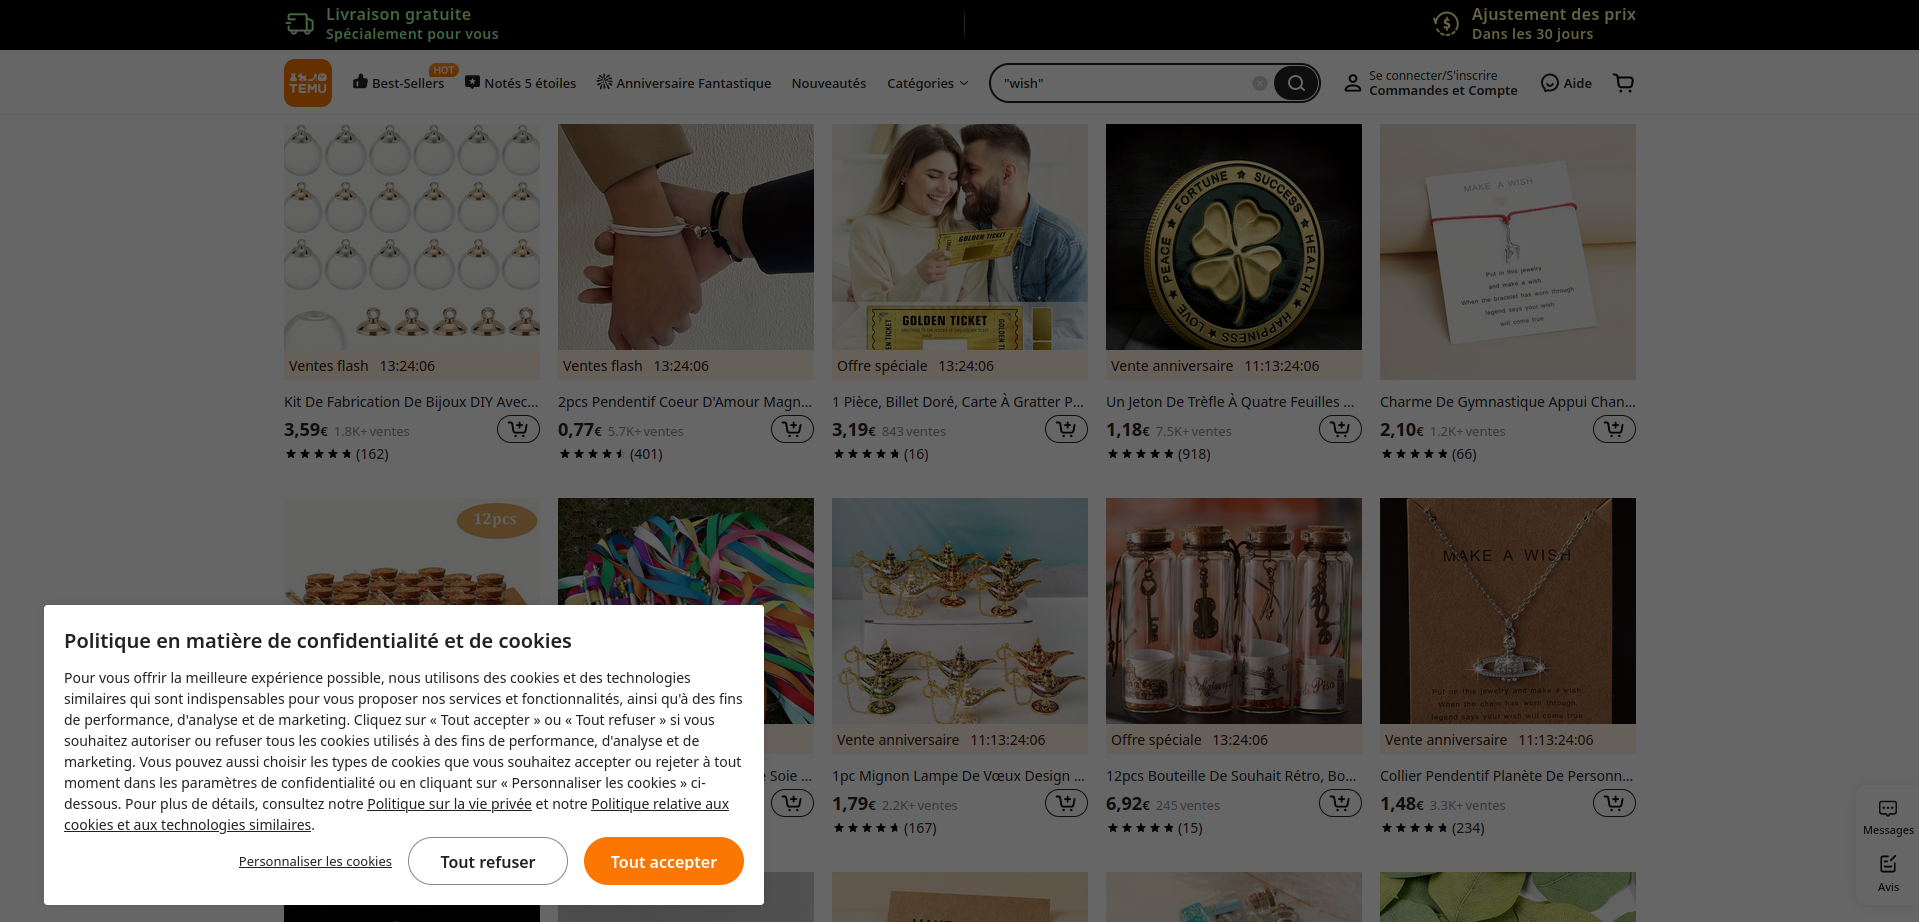 Livraison gratuite
Spécialement pour vous
Ajustement des prix
Dans les 30 jours
TEMU
Best-Sellers
HOT
Notés 5 étoiles
Anniversaire Fantastique
Nouveautés
Catégories
"wish"
Se connecter/S'inscrire
Commandes et Compte
Aide
GOLDEN TICKET
GOLDEN TICKET
FORTUNE ★ SUCCESS ★ HEALTH ★ HAPPINESS ★ LOVE ★ PEACE
MAKE A WISH
Put in this jewelry
and make a wish
When the bracelet has worn through
legend says your wish
will come true
Ventes flash 13:24:06
Ventes flash 13:24:06
Offre spéciale 13:24:06
Vente anniversaire 11:13:24:06
Kit De Fabrication De Bijoux DIY Avec...
2pcs Pendentif Coeur D'Amour Magn...
1 Pièce, Billet Doré, Carte À Gratter P...
Un Jeton De Trèfle À Quatre Feuilles ...
Charme De Gymnastique Appui Chan...
3,59€ 1.8K+ ventes
0,77€ 5.7K+ ventes
3,19€ 843 ventes
1,18€ 7.5K+ ventes
2,10€ 1.2K+ ventes
(162)
(401)
(16)
(918)
(66)
12pcs
MAKE A WISH
Put on this jewelry and make a wish
When the chain has work through
legend says your wish will come true
Vente anniversaire 11:13:24:06
Offre spéciale 13:24:06
Vente anniversaire 11:13:24:06
Soie ...
1pc Mignon Lampe De Vœux Design ...
12pcs Bouteille De Souhait Rétro, Bo...
Collier Pendentif Planète De Personn...
1,79€ 2.2K+ ventes
6,92€ 245 ventes
1,48€ 3.3K+ ventes
(167)
(15)
(234)
Politique en matière de confidentialité et de cookies
Pour vous offrir la meilleure expérience possible, nous utilisons des cookies et des technologies
similaires qui sont indispensables pour vous proposer nos services et fonctionnalités, ainsi qu'à des fins
de performance, d'analyse et de marketing. Cliquez sur « Tout accepter » ou « Tout refuser » si vous
souhaitez autoriser ou refuser tous les cookies utilisés à des fins de performance, d'analyse et de
marketing. Vous pouvez aussi choisir les types de cookies que vous souhaitez accepter ou rejeter à tout
moment dans les paramètres de confidentialité ou en cliquant sur « Personnaliser les cookies » ci-
dessous. Pour plus de détails, consultez notre Politique sur la vie privée et notre Politique relative aux
cookies et aux technologies similaires.
Personnaliser les cookies
Tout refuser
Tout accepter
Messages
Avis